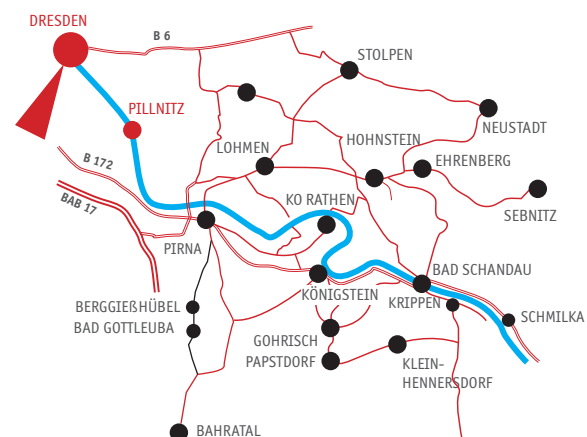 DRESDEN
B 6
STOLPEN
PILLNITZ
NEUSTADT
LOHMEN
HOHNSTEIN
B 172
EHRENBERG
BAB 17
KO RATHEN
SEBNITZ
PIRNA
BAD SCHANDAU
KÖNIGSTEIN
KRIPPEN
BERGGIEßHÜBEL
SCHMILKA
BAD GOTTLEUBA
GOHRISCH
PAPSTDORF
KLEIN-
HENNERSDORF
BAHRATAL